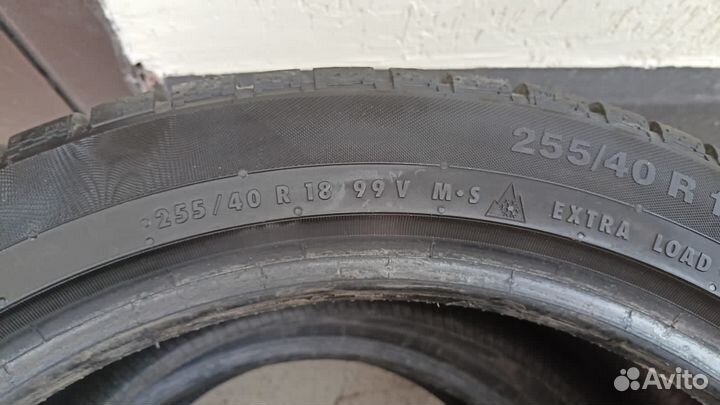 255/40 R 1
255/40 R 18 99 V M·S EXTRA LOAD
Avito